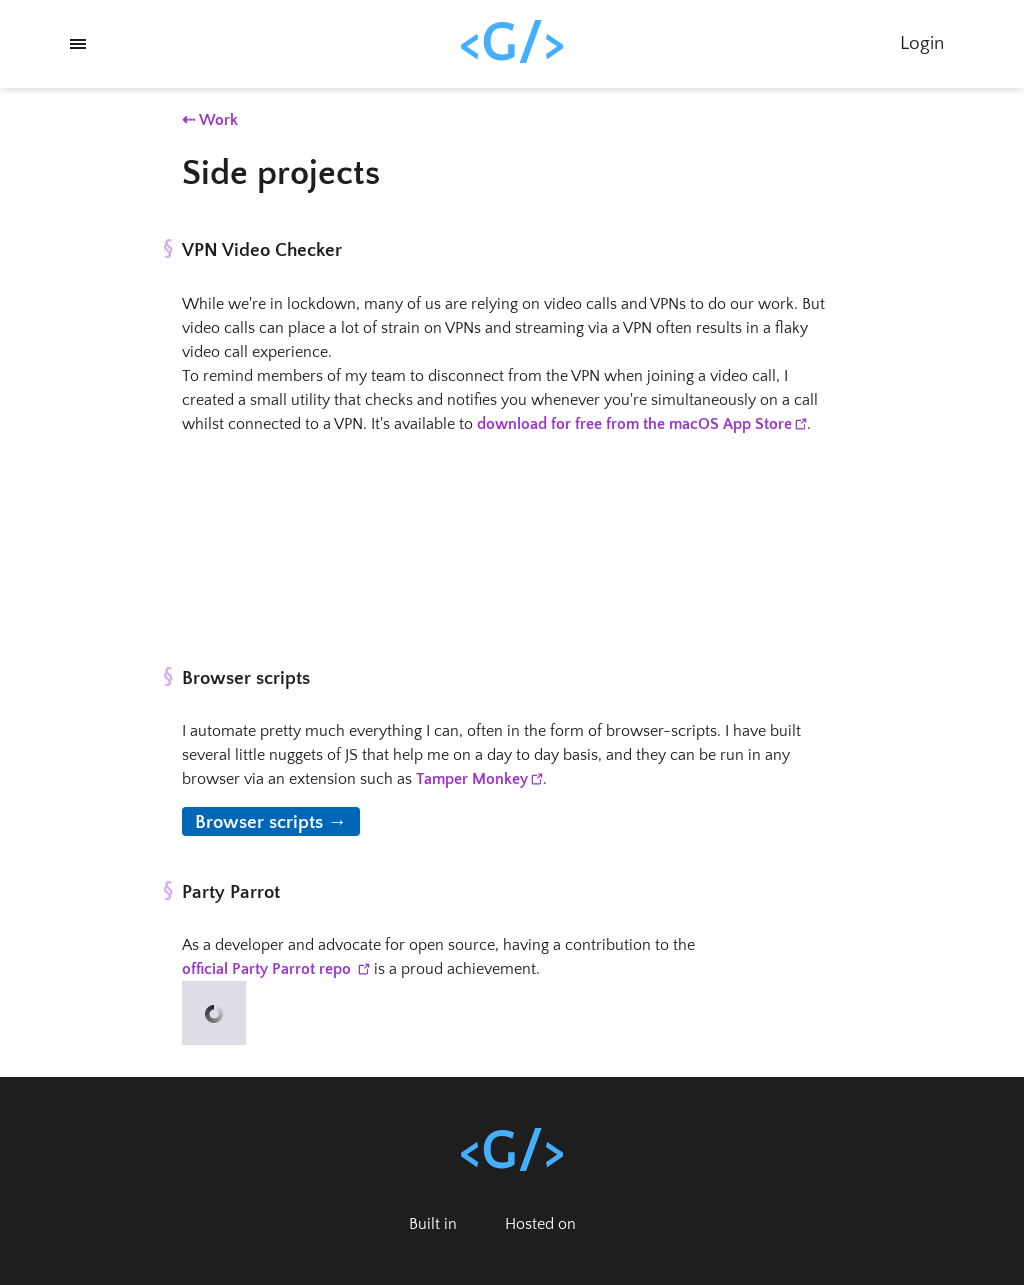 <G/>
Login
⇠ Work
Side projects
§ VPN Video Checker
While we're in lockdown, many of us are relying on video calls and VPNs to do our work. But
video calls can place a lot of strain on VPNs and streaming via a VPN often results in a flaky
video call experience.
To remind members of my team to disconnect from the VPN when joining a video call, I
created a small utility that checks and notifies you whenever you're simultaneously on a call
whilst connected to a VPN. It's available to download for free from the macOS App Store.
§ Browser scripts
I automate pretty much everything I can, often in the form of browser-scripts. I have built
several little nuggets of JS that help me on a day to day basis, and they can be run in any
browser via an extension such as Tamper Monkey.
Browser scripts →
§ Party Parrot
As a developer and advocate for open source, having a contribution to the
official Party Parrot repo is a proud achievement.
<G/>
Built in Hosted on